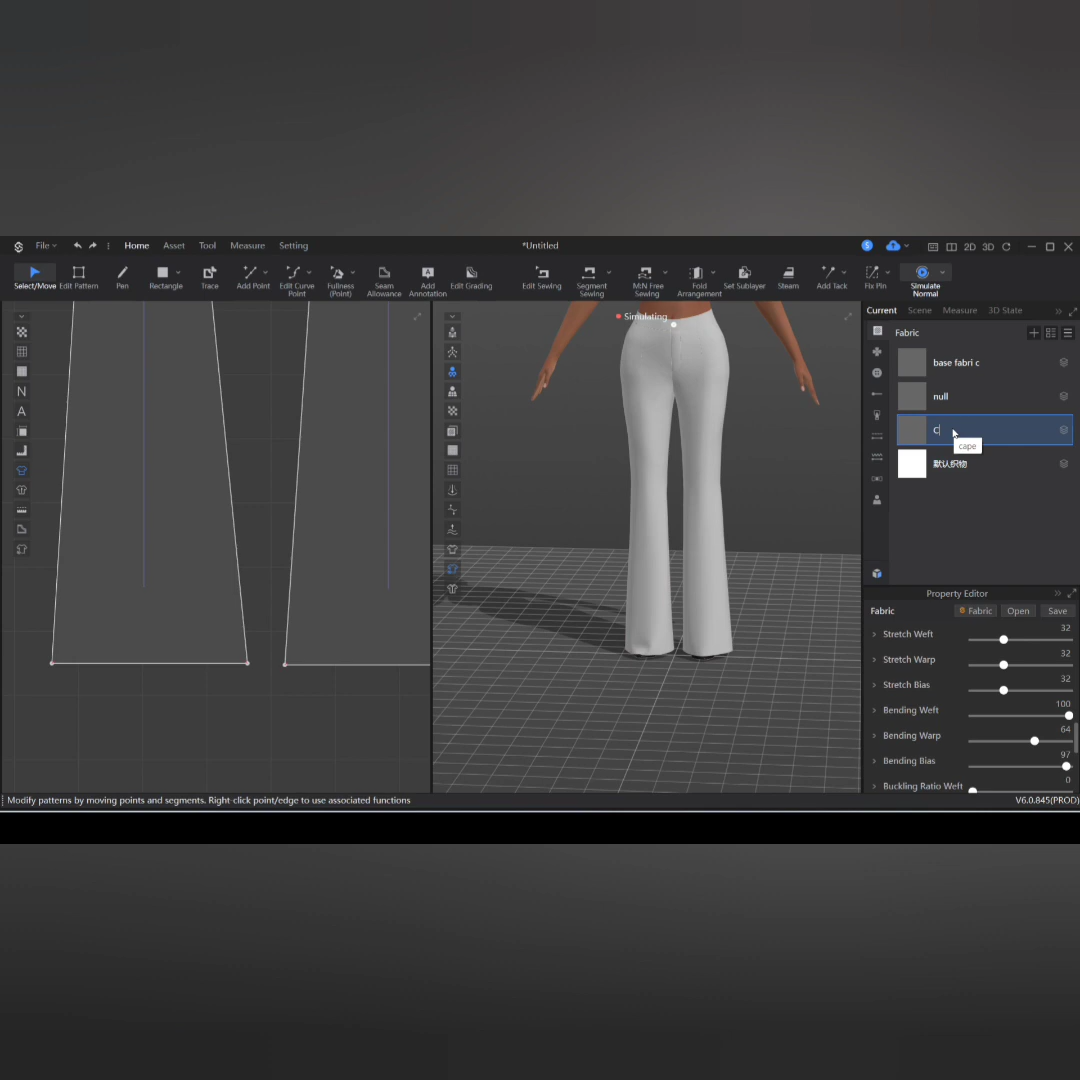 File
Home
Asset
Tool
Measure
Setting
*Untitled
S
2D
3D
Select/Move
Edit Pattern
Pen
Rectangle
Trace
Add Point
Edit Curve
Point
Fullness
(Point)
Seam
Allowance
Add
Annotation
Edit Grading
Edit Sewing
Segment
Sewing
M:N Free
Sewing
Fold
Arrangement
Set Sublayer
Steam
Add Tack
Fix Pin
Simulate
Normal
N
A
Simulating
Current
Scene
Measure
3D State
Fabric
base fabri c
null
C
cape
默认织物
Property Editor
Fabric
Fabric
Open
Save
Stretch Weft 32
Stretch Warp 32
Stretch Bias 32
Bending Weft 100
Bending Warp 64
Bending Bias 97
Buckling Ratio Weft 0
Modify patterns by moving points and segments. Right-click point/edge to use associated functions
V6.0.845(PROD)